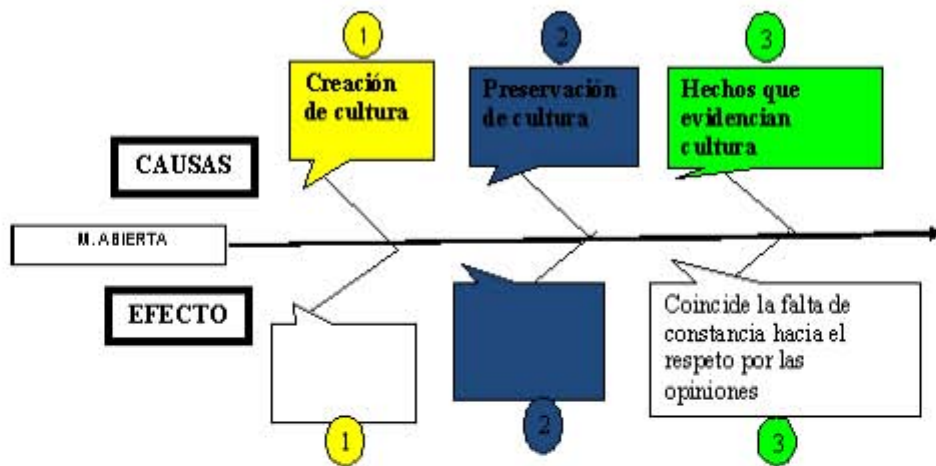 1
2
3
Creación
de cultura
Preservación
de cultura
Hechos que
evidencian
cultura
CAUSAS
M. ABIERTA
EFECTO
Coincide la falta de
constancia hacia el
respeto por las
opiniones
1
2
3